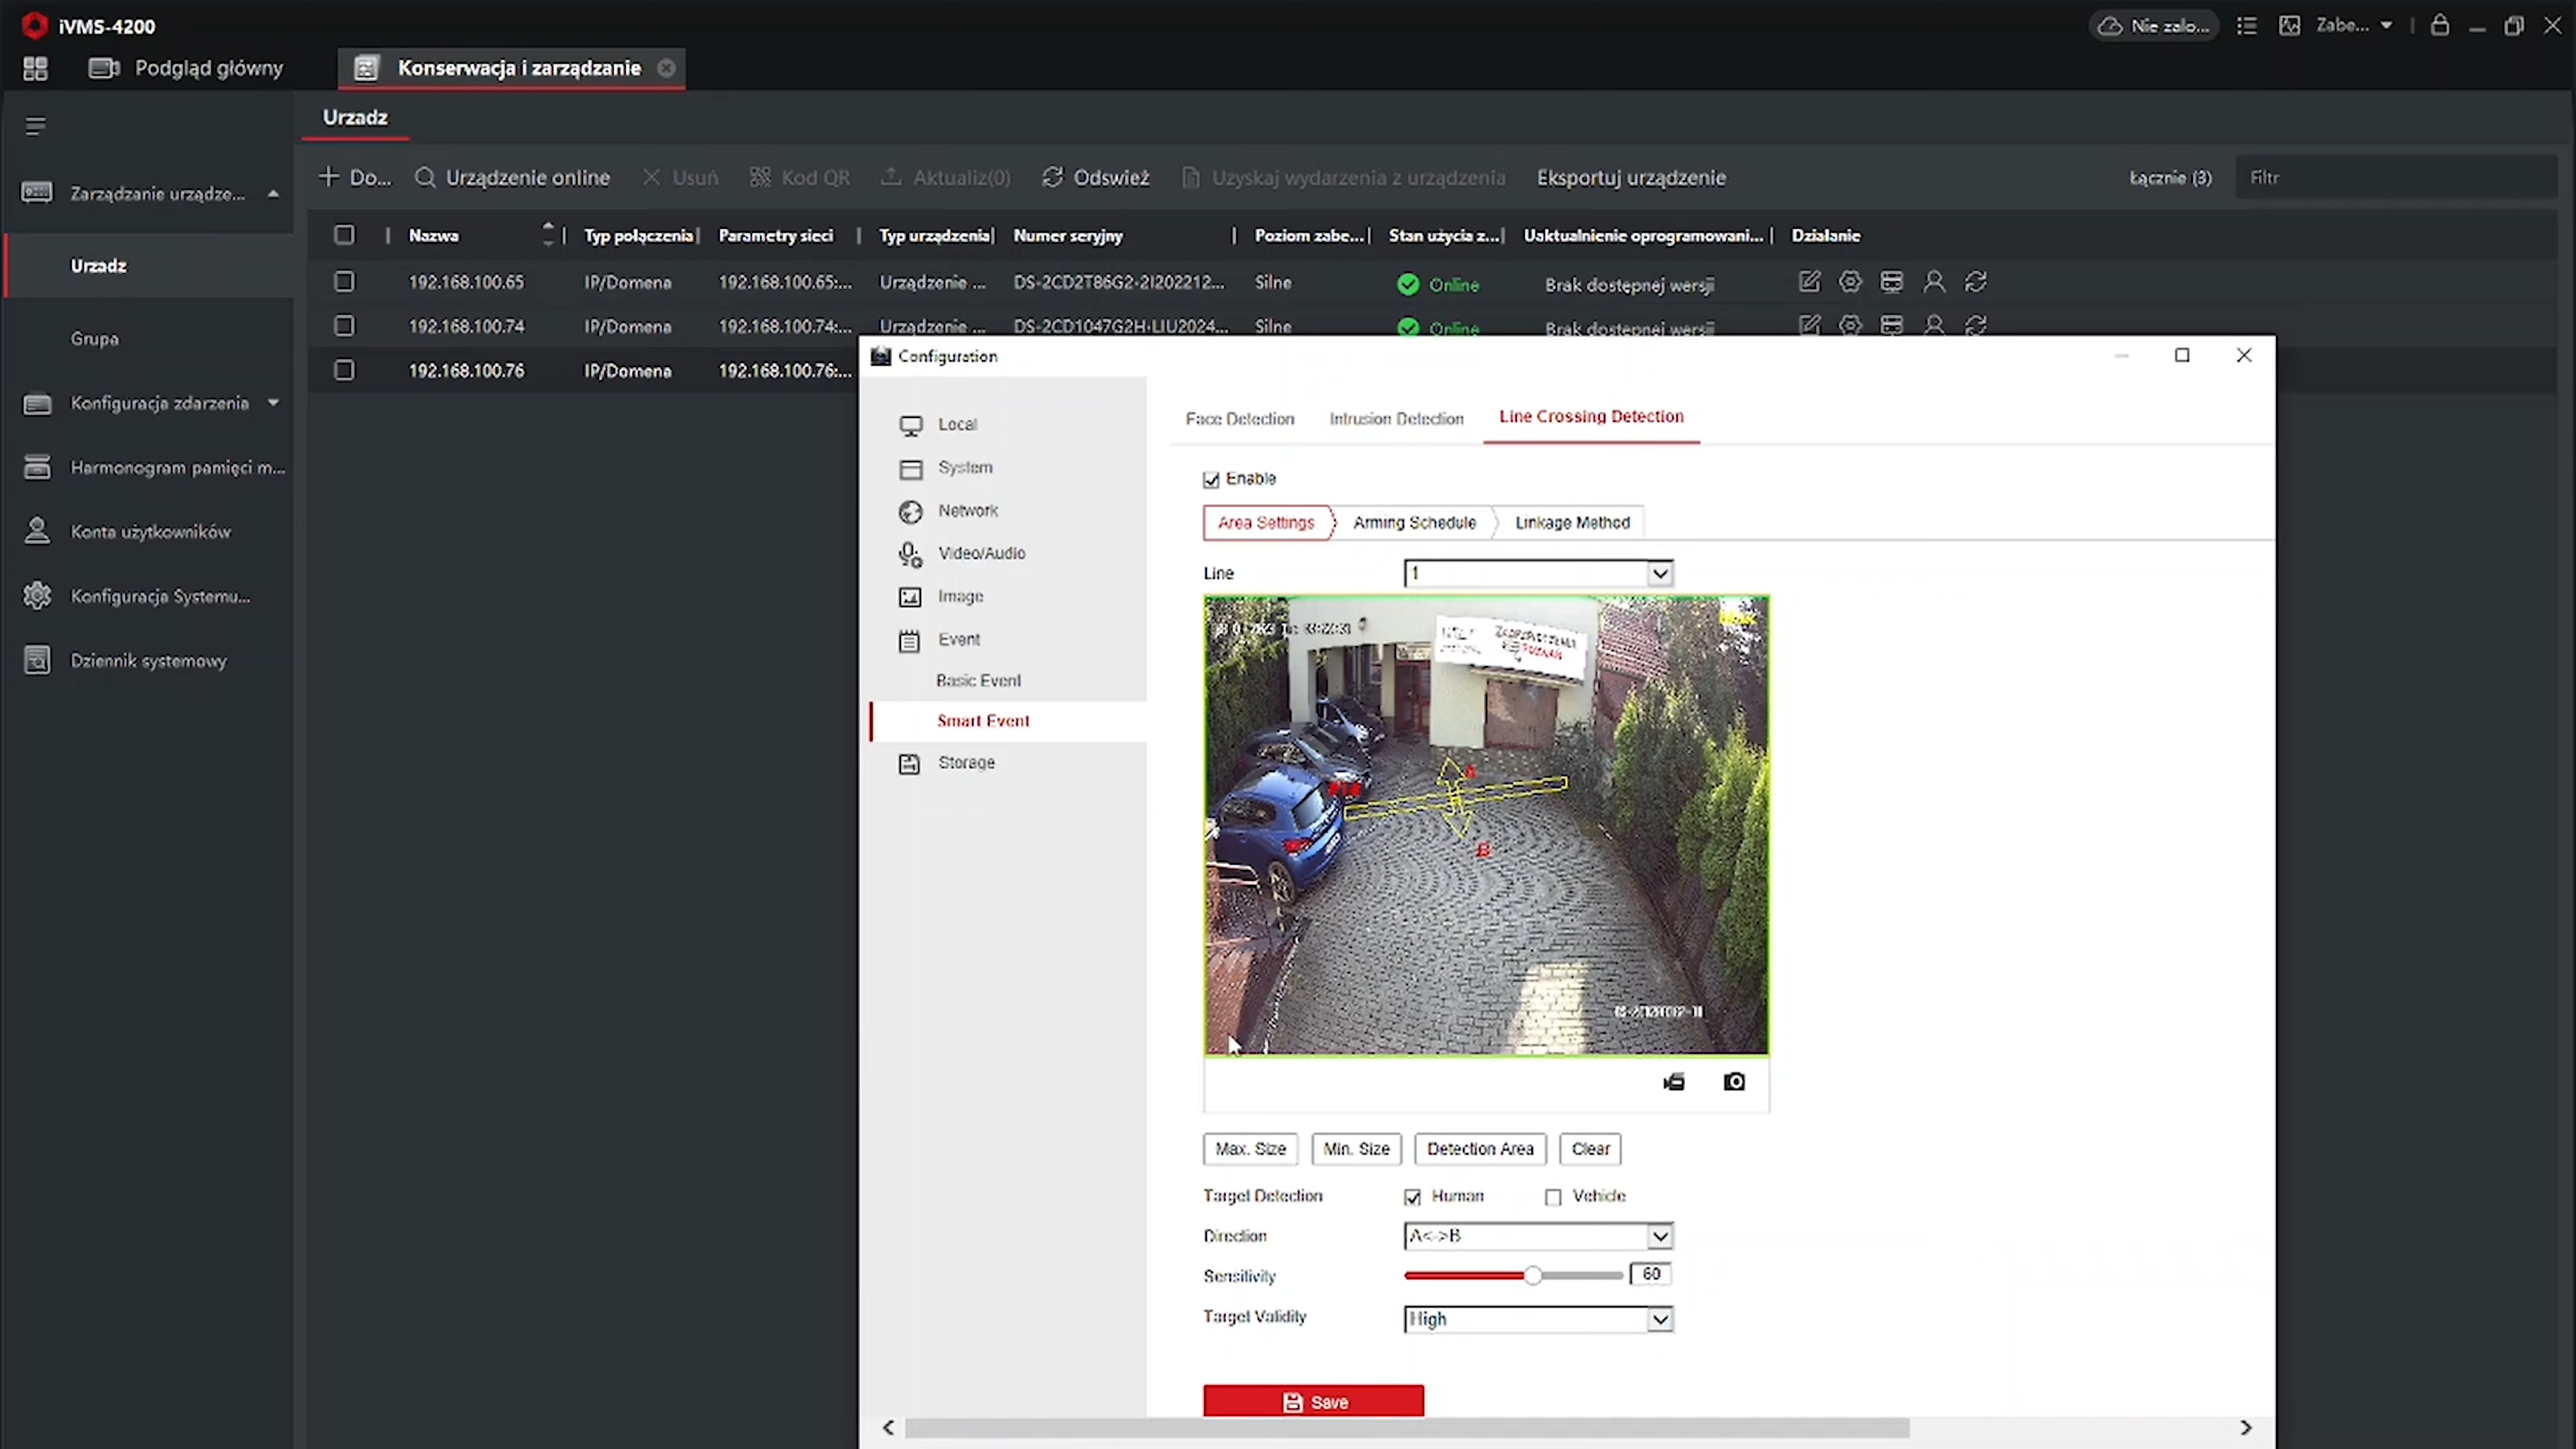 iVMS-4200
Nie zalo...
Zabe...
Podgląd główny
Konserwacja i zarządzanie
Urzadz
Do...
Urządzenie online
Usuń
Kod QR
Aktualiz(0)
Odswież
Uzyskaj wydarzenia z urządzenia
Eksportuj urządzenie
Łącznie (3)
Filtr
Zarządzanie urządze...
Urzadz
Grupa
Konfiguracja zdarzenia
Harmonogram pamięci m...
Konta użytkowników
Konfiguracja Systemu...
Dziennik systemowy
Nazwa Typ połączenia Parametry sieci Typ urządzenia Numer seryjny Poziom zabe... Stan użycia z... Uaktualnienie oprogramowani... Działanie
192.168.100.65 IP/Domena 192.168.100.65:... Urządzenie ... DS-2CD2T86G2-2I202212... Silne Online Brak dostępnej wersji
192.168.100.74 IP/Domena 192.168.100.74:... Urządzenie ... DS-2CD1047G2H-LIU2024... Silne Online Brak dostępnej wersji
192.168.100.76 IP/Domena 192.168.100.76:...
Configuration
Local
System
Network
Video/Audio
Image
Event
Basic Event
Smart Event
Storage
Face Detection Intrusion Detection Line Crossing Detection
Enable
Area Settings Arming Schedule Linkage Method
Line 1
ZABEZPIECZENIA
POZNAŃ
A
#1#
B
Max. Size Min. Size Detection Area Clear
Target Detection Human Vehicle
Direction A<->B
Sensitivity 60
Target Validity High
Save